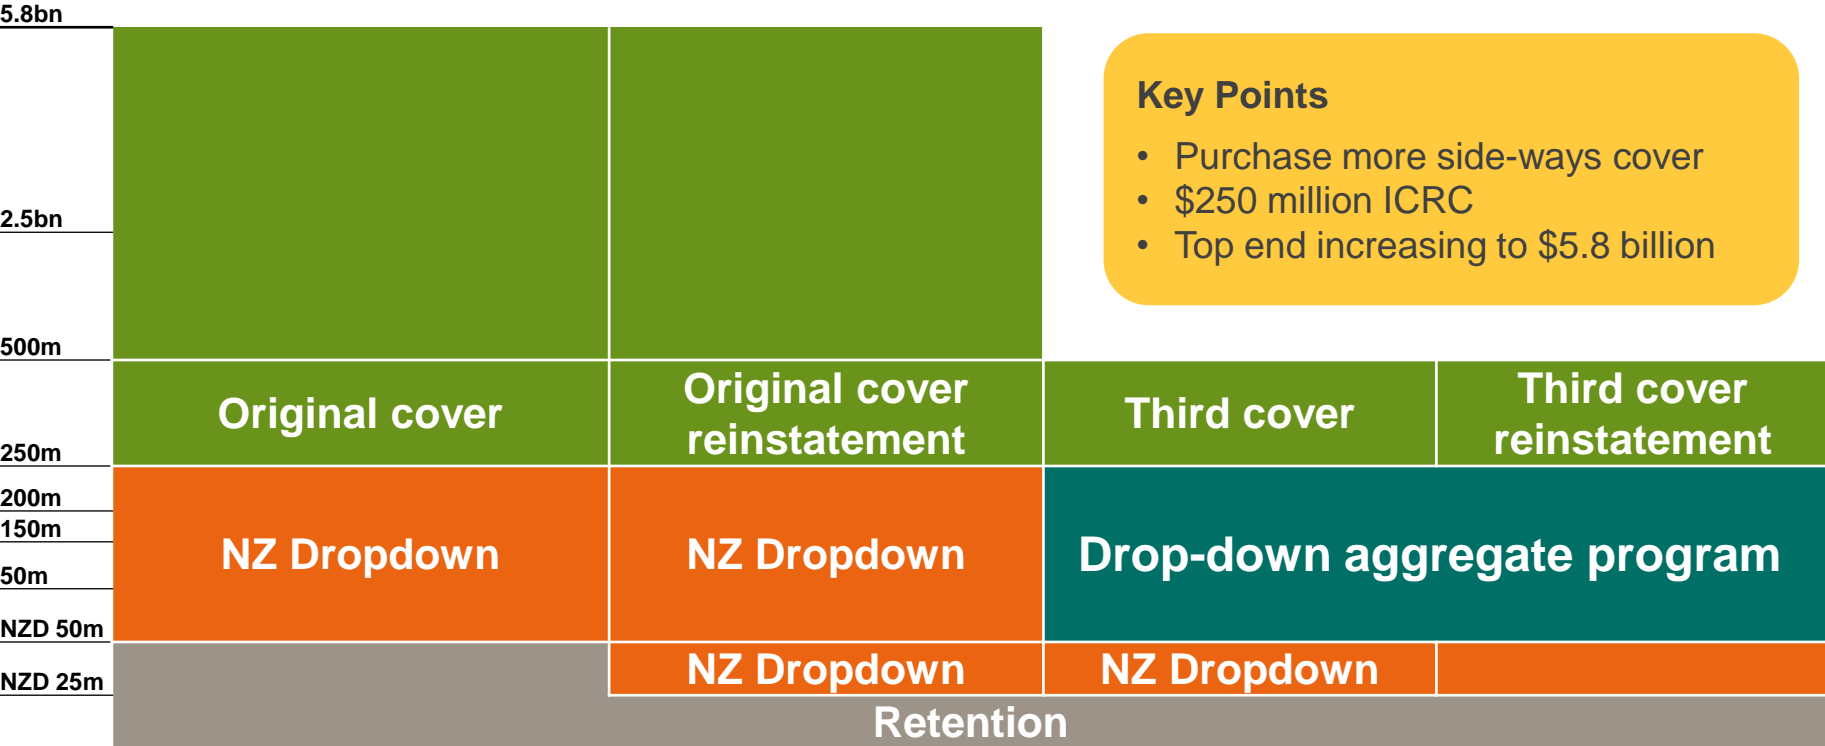 5.8bn
Key Points
• Purchase more side-ways cover
• $250 million ICRC
• Top end increasing to $5.8 billion
2.5bn
500m
Original cover
Original cover
reinstatement
Third cover
Third cover
reinstatement
250m
200m
150m
50m
NZD 50m
NZ Dropdown
NZ Dropdown
Drop-down aggregate program
NZ Dropdown
NZ Dropdown
NZD 25m
Retention